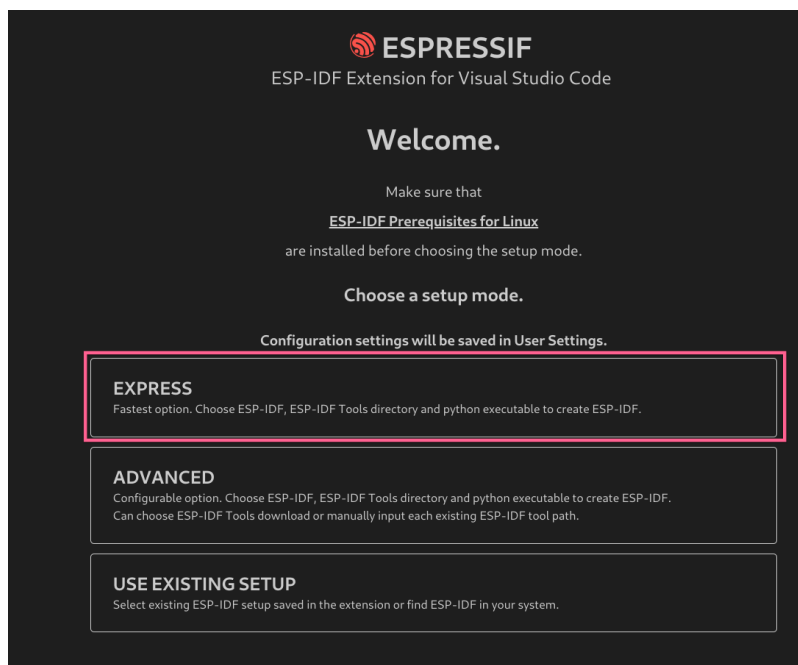 ESPRESSIF
ESP-IDF Extension for Visual Studio Code
Welcome.
Make sure that
ESP-IDF Prerequisites for Linux
are installed before choosing the setup mode.
Choose a setup mode.
Configuration settings will be saved in User Settings.
EXPRESS
Fastest option. Choose ESP-IDF, ESP-IDF Tools directory and python executable to create ESP-IDF.
ADVANCED
Configurable option. Choose ESP-IDF, ESP-IDF Tools directory and python executable to create ESP-IDF.
Can choose ESP-IDF Tools download or manually input each existing ESP-IDF tool path.
USE EXISTING SETUP
Select existing ESP-IDF setup saved in the extension or find ESP-IDF in your system.